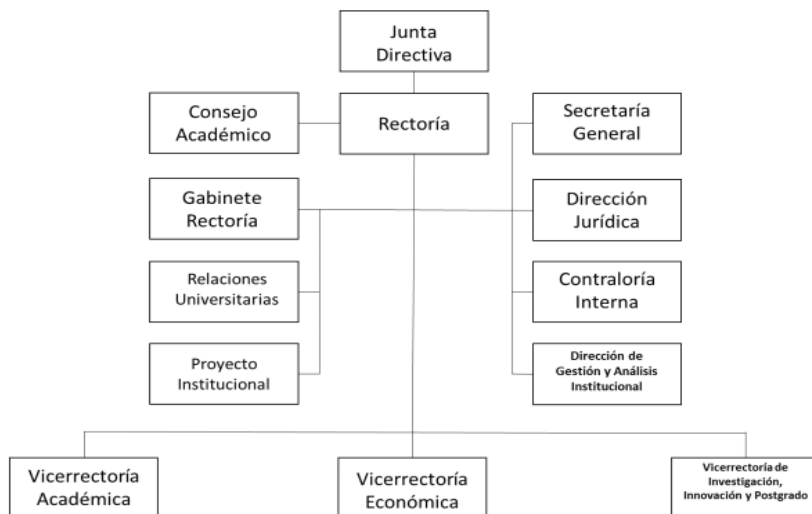 Junta
Directiva
Consejo
Académico
Rectoría
Secretaría
General
Gabinete
Rectoría
Dirección
Jurídica
Relaciones
Universitarias
Contraloría
Interna
Proyecto
Institucional
Dirección de
Gestión y Análisis
Institucional
Vicerrectoría
Académica
Vicerrectoría
Económica
Vicerrectoría de
Investigación,
Innovación y Postgrado